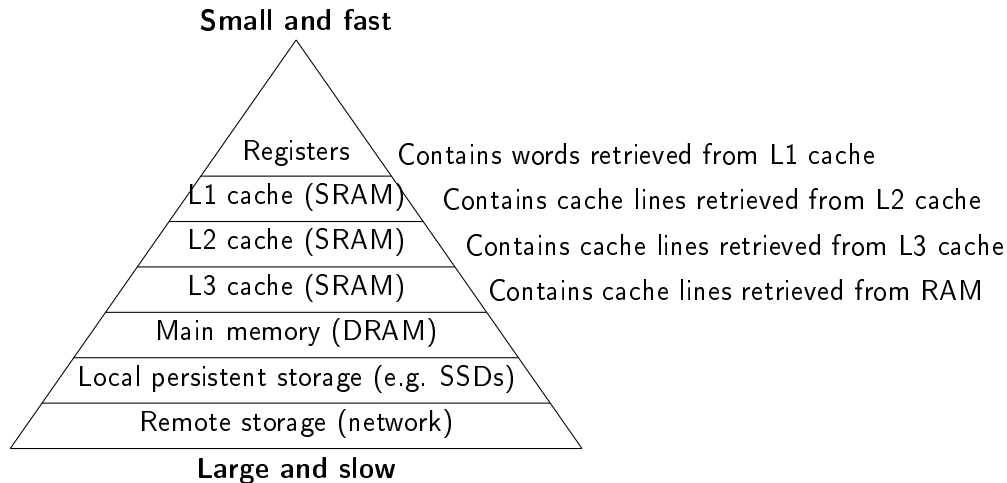 Small and fast
Registers Contains words retrieved from L1 cache
L1 cache (SRAM) Contains cache lines retrieved from L2 cache
L2 cache (SRAM) Contains cache lines retrieved from L3 cache
L3 cache (SRAM) Contains cache lines retrieved from RAM
Main memory (DRAM)
Local persistent storage (e.g. SSDs)
Remote storage (network)
Large and slow